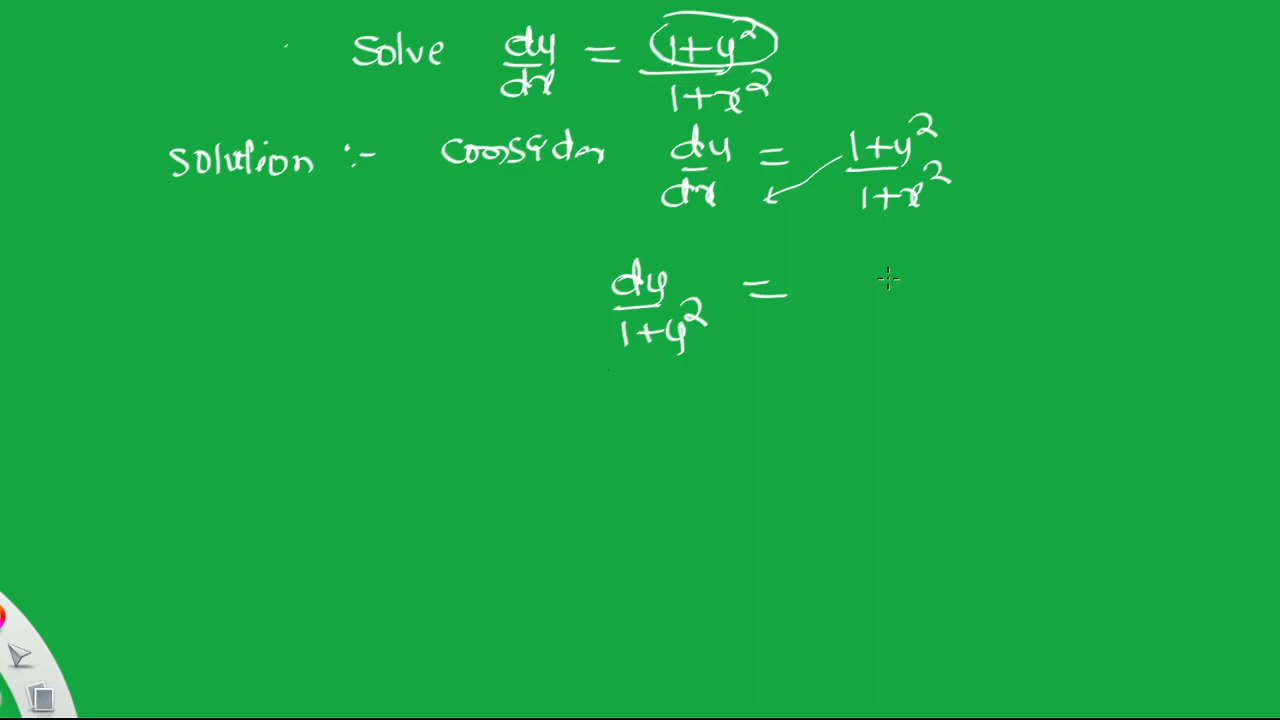 Solve dy/dx = 1+y²/1+x²
Solution :- consider dy/dx = 1+y²/1+x²
dy/1+y² =